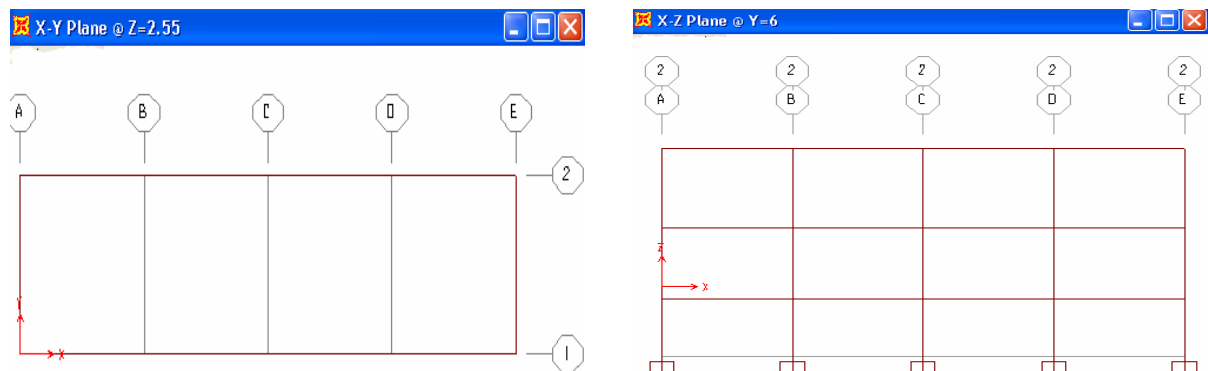 X-Y Plane @ Z=2.55
A B C D E
2
Y
X
1
X-Z Plane @ Y=6
2 2 2 2 2
A B C D E
Z
X